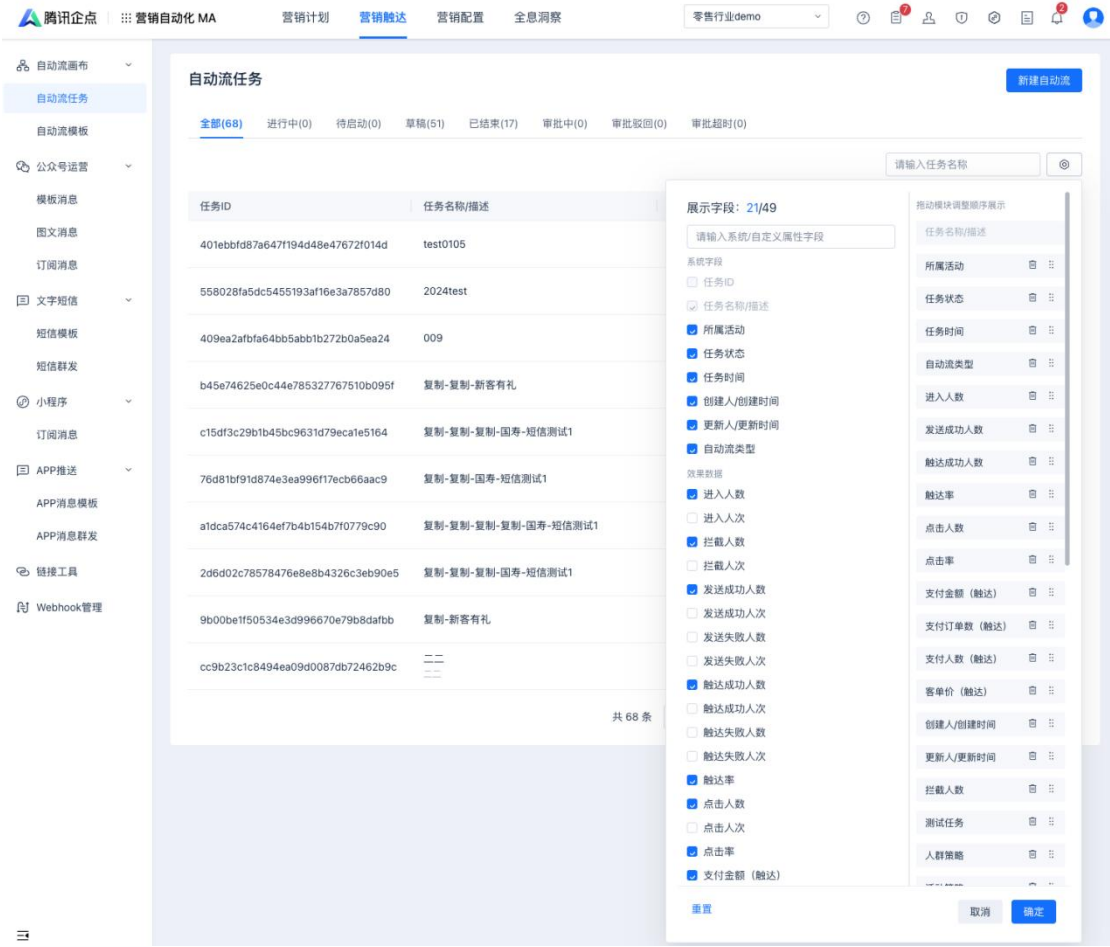 腾讯企点 营销自动化 MA 营销计划 营销触达 营销配置 全息洞察 零售行业demo 7 2
自动流画布
自动流任务
自动流模板
公众号运营
模板消息
图文消息
订阅消息
文字短信
短信模板
短信群发
小程序
订阅消息
APP推送
APP消息模板
APP消息群发
链接工具
Webhook管理
自动流任务 新建自动流
全部(68) 进行中(0) 待启动(0) 草稿(51) 已结束(17) 审批中(0) 审批驳回(0) 审批超时(0)
请输入任务名称
任务ID 任务名称/描述
401ebbfd87a647f194d48e47672f014d test0105
558028fa5dc5455193af16e3a7857d80 2024test
409ea2afbfa64bb5abb1b272b0a5ea24 009
b45e74625e0c44e785327767510b095f 复制-复制-新客有礼
c15df3c29b1b45bc9631d79eca1e5164 复制-复制-复制-国寿-短信测试1
76d81bf91d874e3ea996f17ecb66aac9 复制-复制-国寿-短信测试1
a1dca574c4164ef7b4b154b7f0779c90 复制-复制-复制-复制-国寿-短信测试1
2d6d02c78578476e8e8b4326c3eb90e5 复制-复制-复制-国寿-短信测试1
9b00be1f50534e3d996670e79b8dafbb 复制-新客有礼
cc9b23c1c8494ea09d0087db72462b9c 二二
二二
共 68 条
展示字段：21/49
请输入系统/自定义属性字段
系统字段
任务ID
任务名称/描述
所属活动
任务状态
任务时间
创建人/创建时间
更新人/更新时间
自动流类型
效果数据
进入人数
进入人次
拦截人数
拦截人次
发送成功人数
发送成功人次
发送失败人数
发送失败人次
触达成功人数
触达成功人次
触达失败人数
触达失败人次
触达率
点击人数
点击人次
点击率
支付金额（触达）
拖动模块调整顺序展示
任务名称/描述
所属活动
任务状态
任务时间
自动流类型
进入人数
发送成功人数
触达成功人数
触达率
点击人数
点击率
支付金额（触达）
支付订单数（触达）
支付人数（触达）
客单价（触达）
创建人/创建时间
更新人/更新时间
拦截人数
测试任务
人群策略
重置 取消 确定